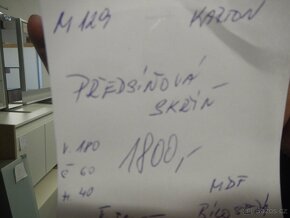 M 129 KARTON
PŘEDSÍŇOVÁ
SKŘÍŇ
v. 180
š 60
h. 40
1800,-
MDF